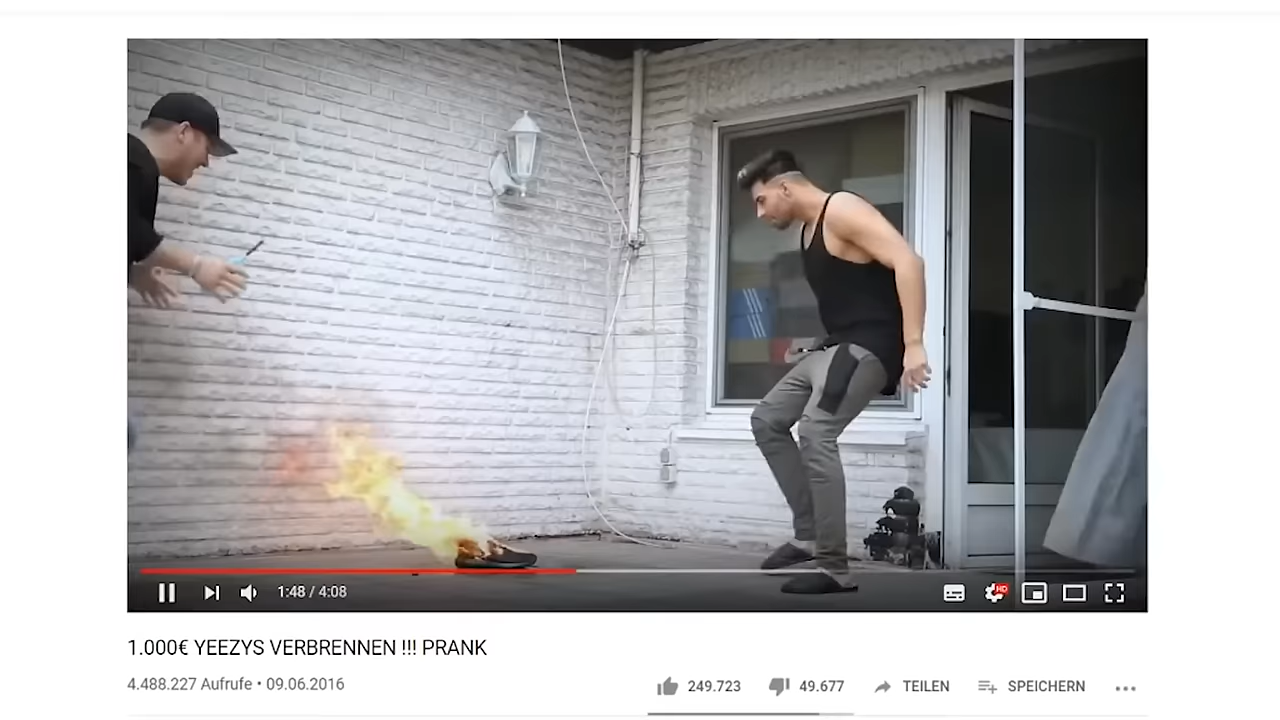 HD
1:48 / 4:08
1.000€ YEEZYS VERBRENNEN !!! PRANK
4.488.227 Aufrufe • 09.06.2016
249.723 49.677 TEILEN SPEICHERN